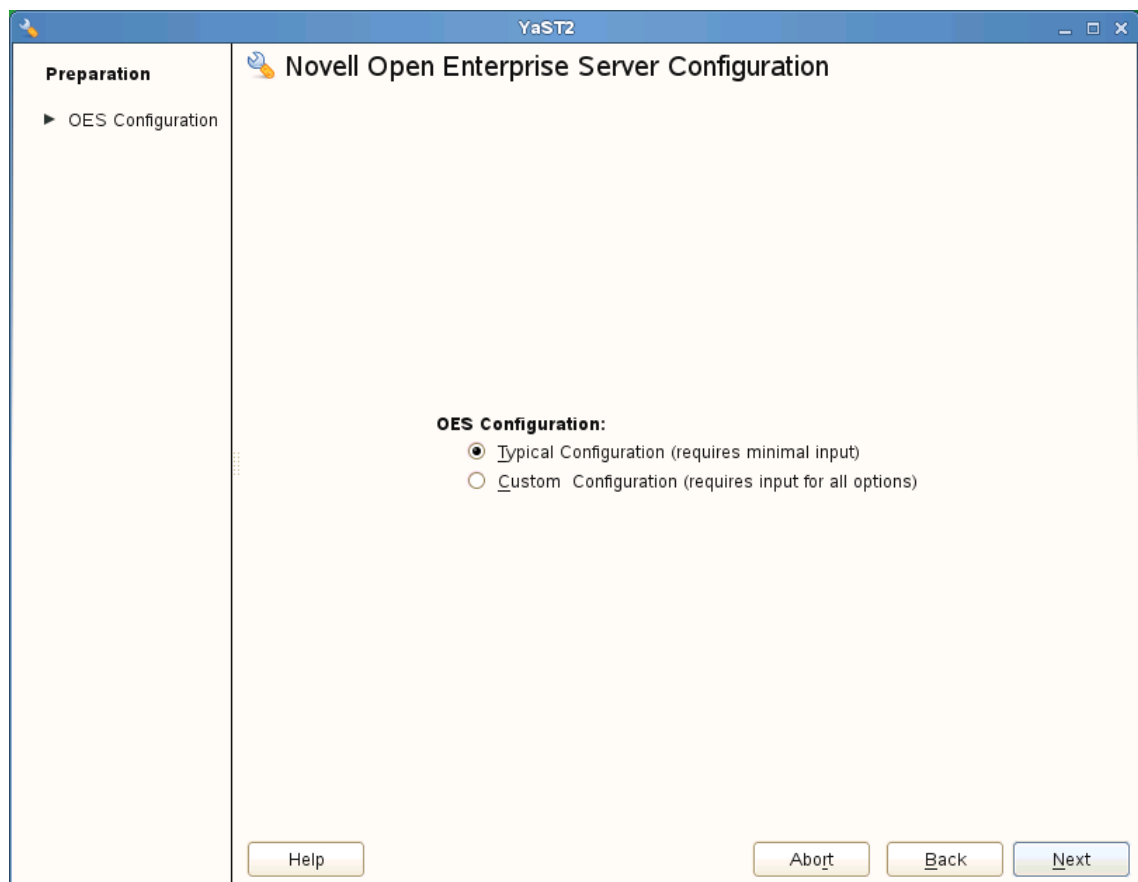 YaST2
Preparation
OES Configuration
Novell Open Enterprise Server Configuration
OES Configuration:
Typical Configuration (requires minimal input)
Custom  Configuration (requires input for all options)
Help
Abort
Back
Next